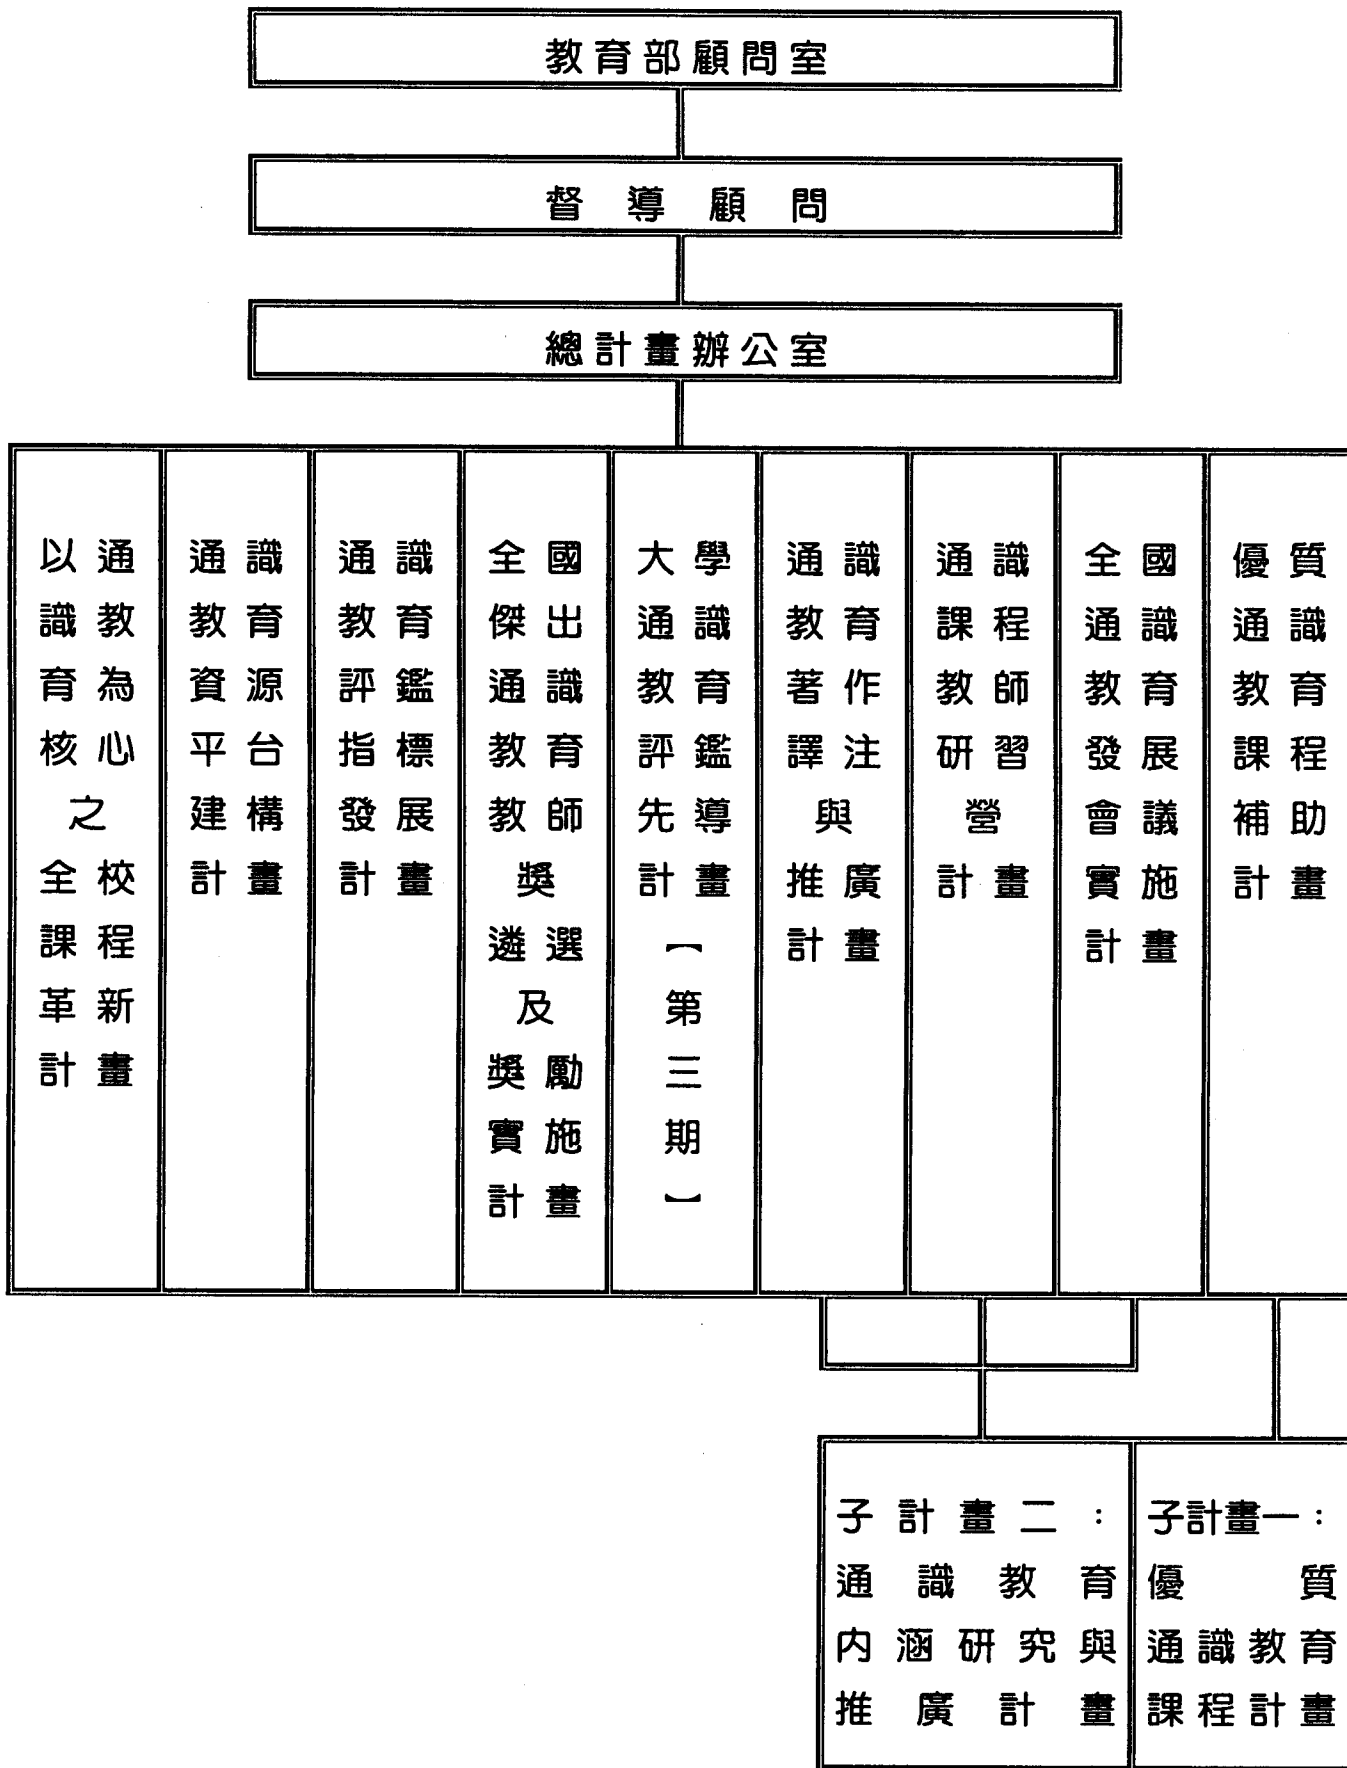 教育部顧問室
督導顧問
總計畫辦公室
以通
識教
育為
核心
之
全校
課程
革新
計畫
通識
教育
資源
平台
建構
計畫
通識
教育
評鑑
指標
發展
計畫
全國
傑出
通識
教育
教師
獎
遴選
及
獎勵
實施
計畫
大學
通識
教育
評鑑
先導
計畫
【
第
三
期
】
通識
教育
著作
譯注
與
推廣
計畫
通識
課程
教師
研習
營
計畫
全國
通識
教育
發展
會議
實施
計畫
優質
通識
教育
課程
補助
計畫
子計畫二：
通識教育
內涵研究與
推廣計畫
子計畫一：
優質
通識教育
課程計畫